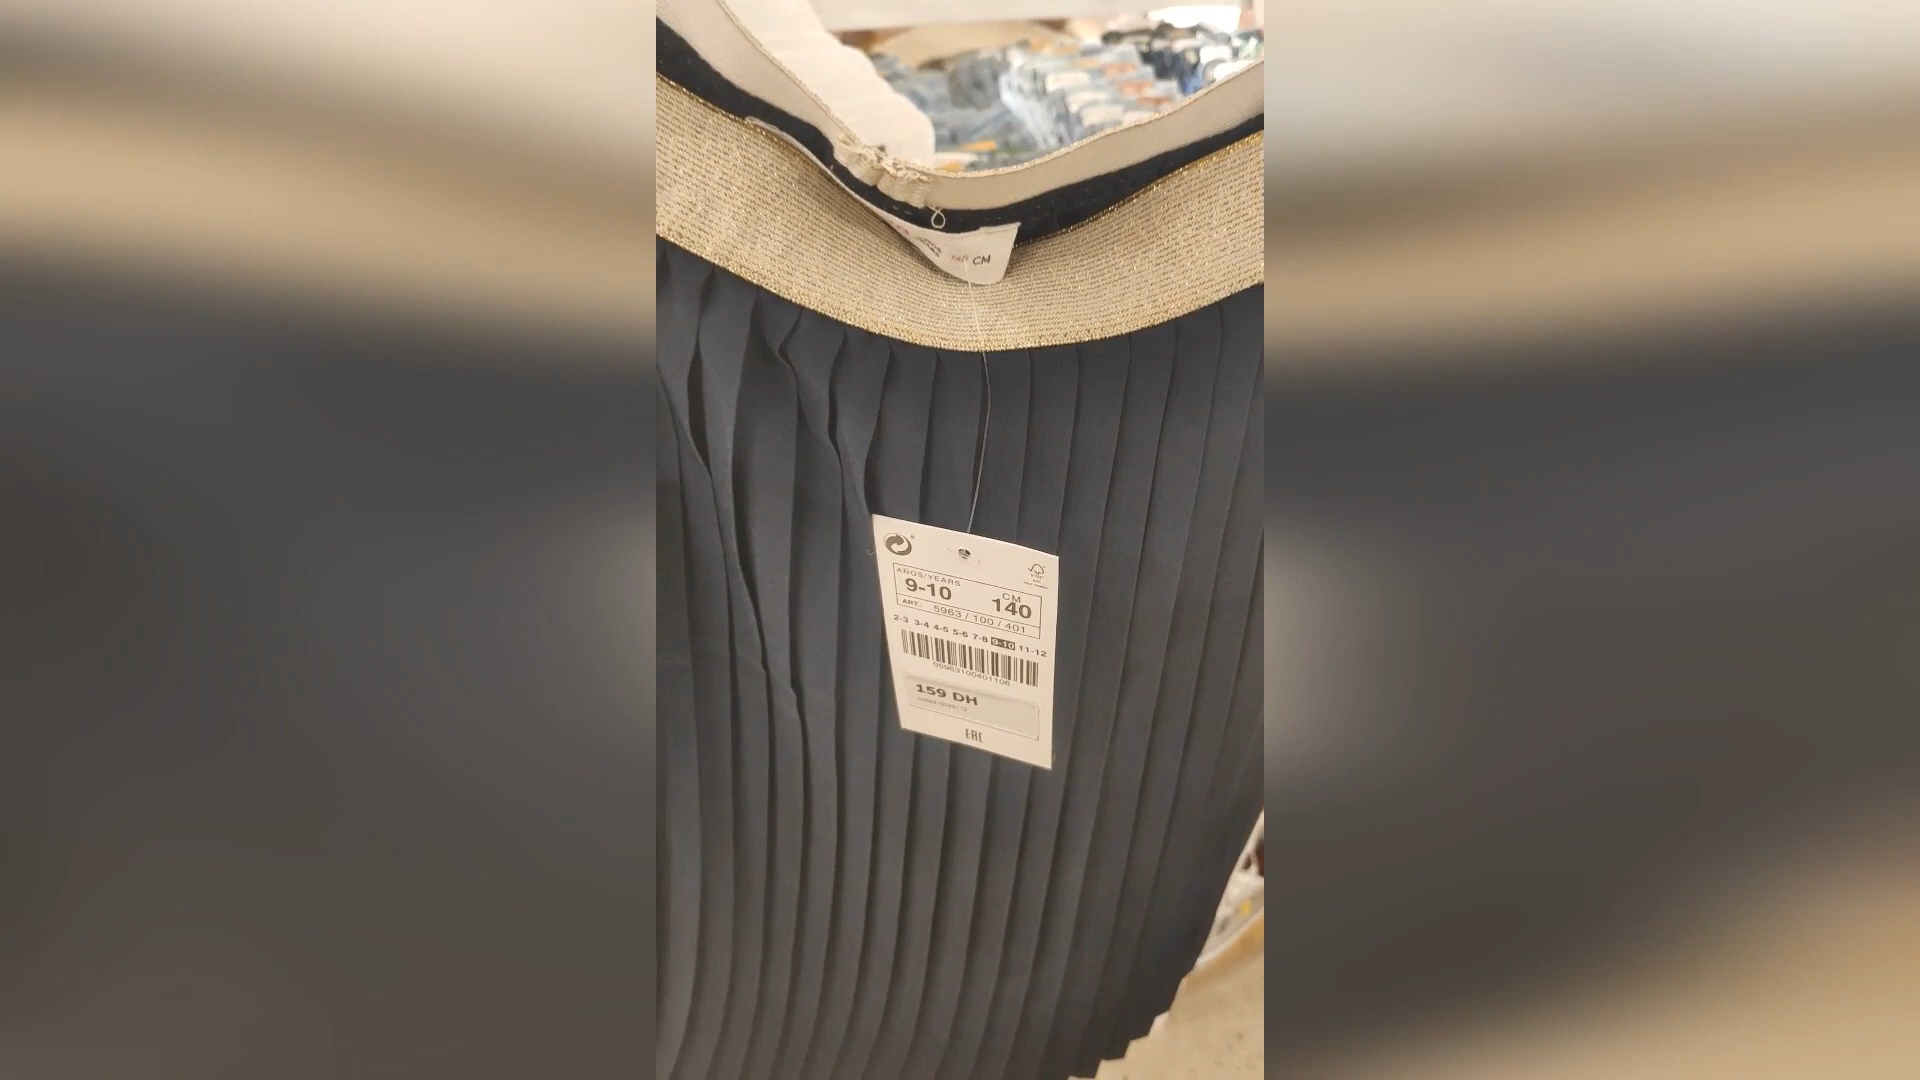 CM
AÑOS/YEARS
9-10
CM
140
ART.: 5963 / 100 / 401
2-3 3-4 4-5 5-6 7-8 9-10 11-12
05963100401106
159 DH
EAC